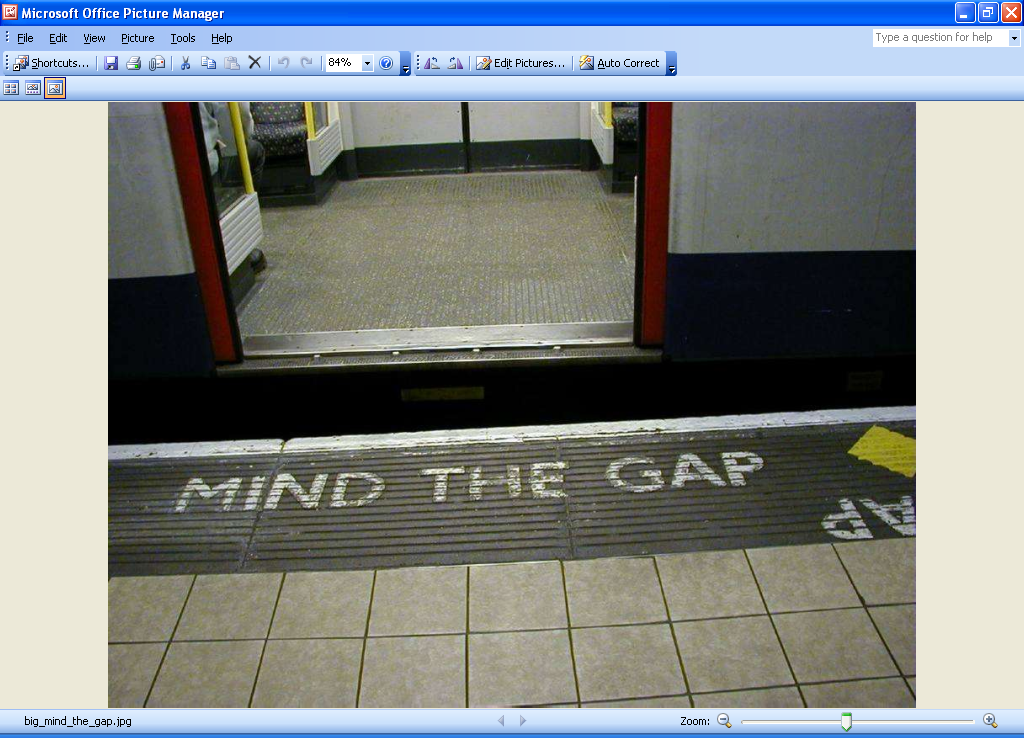 Microsoft Office Picture Manager
File Edit View Picture Tools Help
Type a question for help
Shortcuts... 84% Edit Pictures... Auto Correct
MIND THE GAP
AP
big_mind_the_gap.jpg
Zoom: